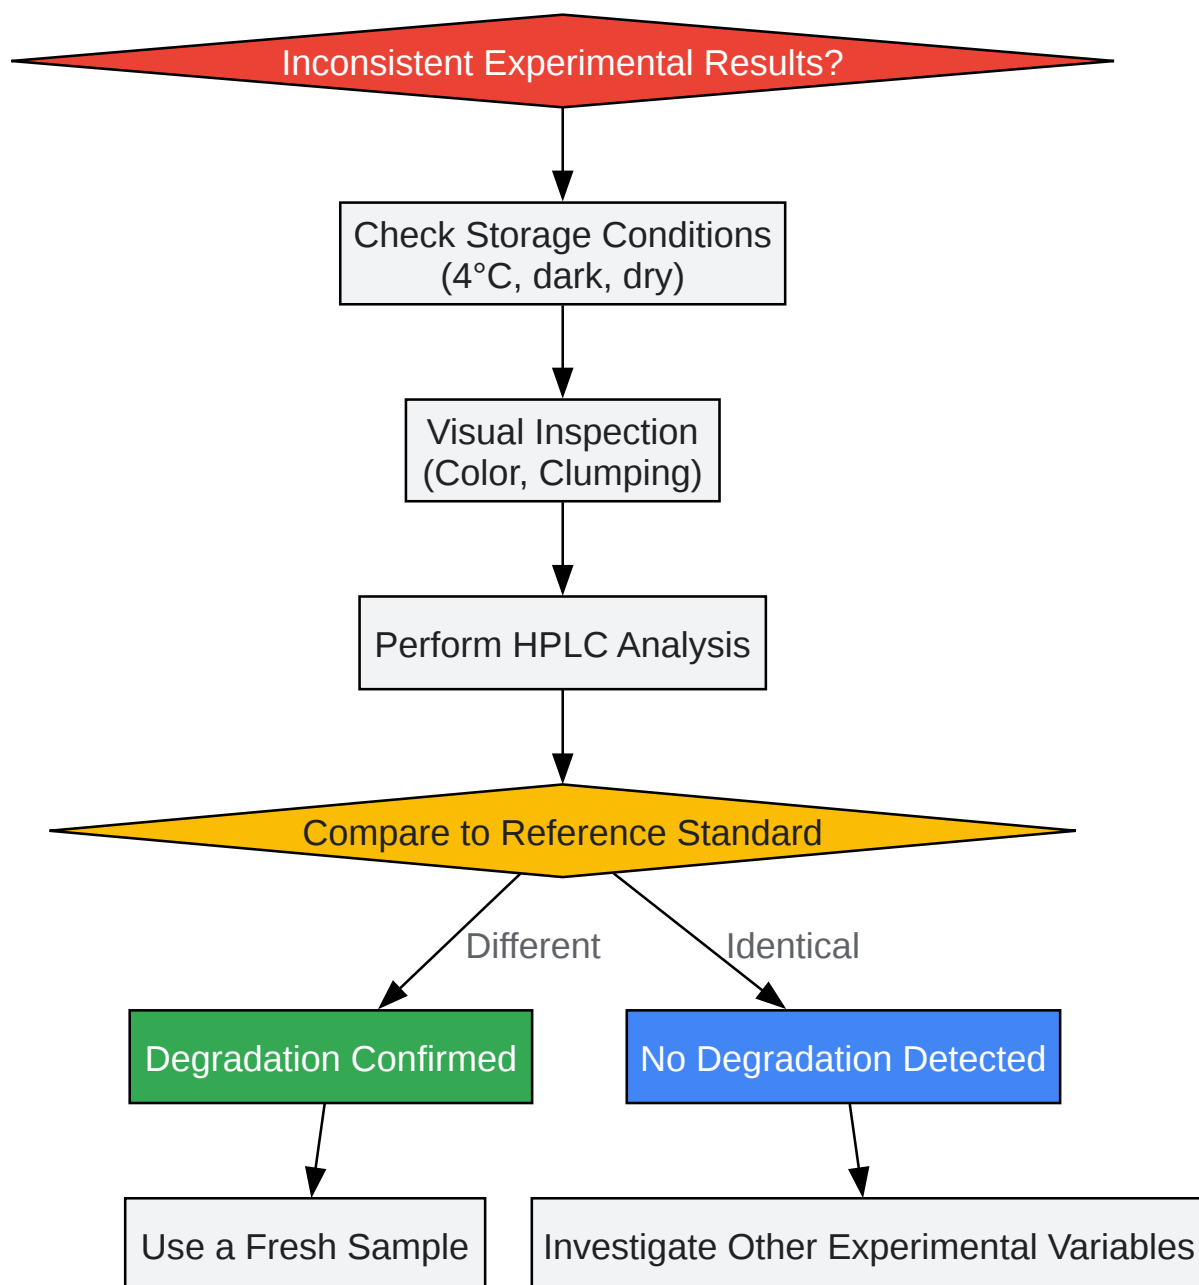 Inconsistent Experimental Results?
Check Storage Conditions
(4°C, dark, dry)
Visual Inspection
(Color, Clumping)
Perform HPLC Analysis
Compare to Reference Standard
Different
Identical
Degradation Confirmed
No Degradation Detected
Use a Fresh Sample
Investigate Other Experimental Variables